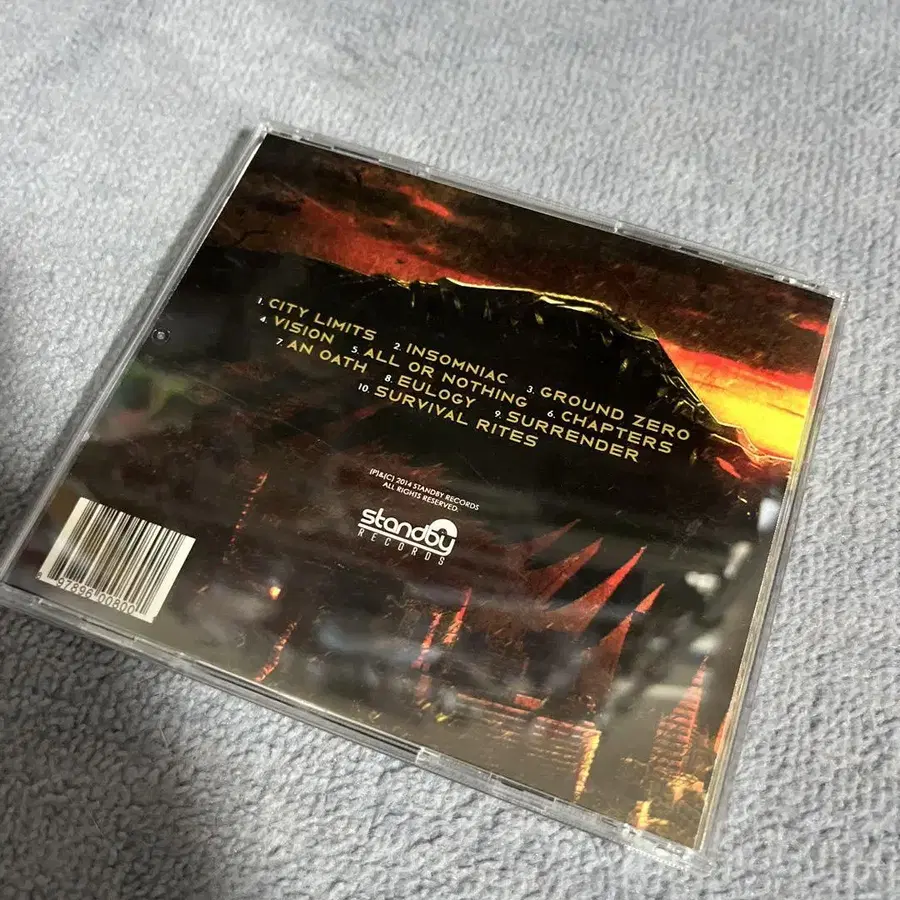 1. CITY LIMITS 2. INSOMNIAC 3. GROUND ZERO
4. VISION 5. ALL OR NOTHING 6. CHAPTERS
7. AN OATH 8. EULOGY 9. SURRENDER
10. SURVIVAL RITES
(P)&(C) 2014 STANDBY RECORDS
ALL RIGHTS RESERVED.
standby
RECORDS
97896 00800